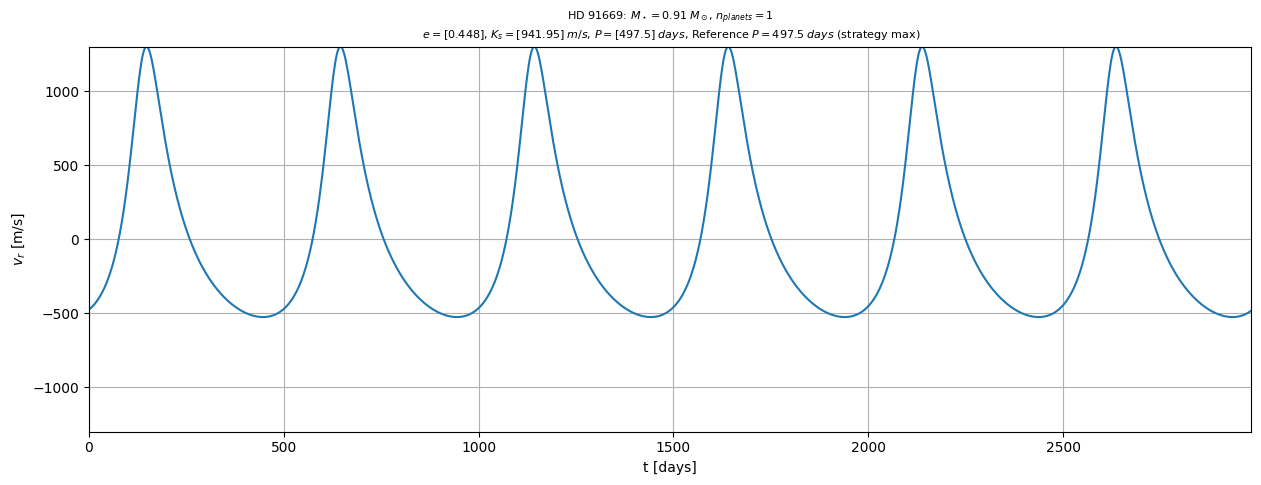 HD 91669: M⋆ = 0.91 M⊙, n_planets = 1
e = [0.448], K_s = [941.95] m/s, P = [497.5] days, Reference P = 497.5 days (strategy max)
1000
500
0
−500
−1000
v_r [m/s]
0 500 1000 1500 2000 2500
t [days]